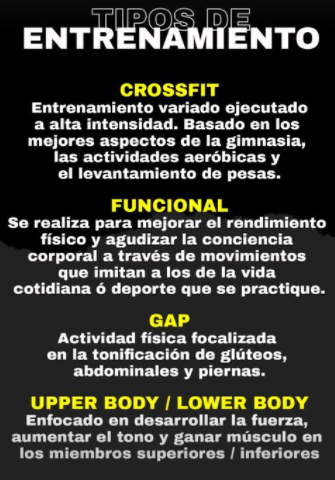 TIPOS DE
ENTRENAMIENTO
CROSSFIT
Entrenamiento variado ejecutado
a alta intensidad. Basado en los
mejores aspectos de la gimnasia,
las actividades aeróbicas y
el levantamiento de pesas.
FUNCIONAL
Se realiza para mejorar el rendimiento
físico y agudizar la conciencia
corporal a través de movimientos
que imitan a los de la vida
cotidiana ó deporte que se practique.
GAP
Actividad física focalizada
en la tonificación de glúteos,
abdominales y piernas.
UPPER BODY / LOWER BODY
Enfocado en desarrollar la fuerza,
aumentar el tono y ganar músculo en
los miembros superiores / inferiores